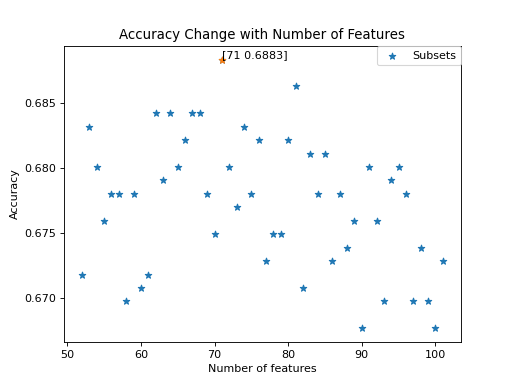 Accuracy Change with Number of Features
[71 0.6883]
Subsets
0.685
0.680
0.675
0.670
Accuracy
50 60 70 80 90 100
Number of features